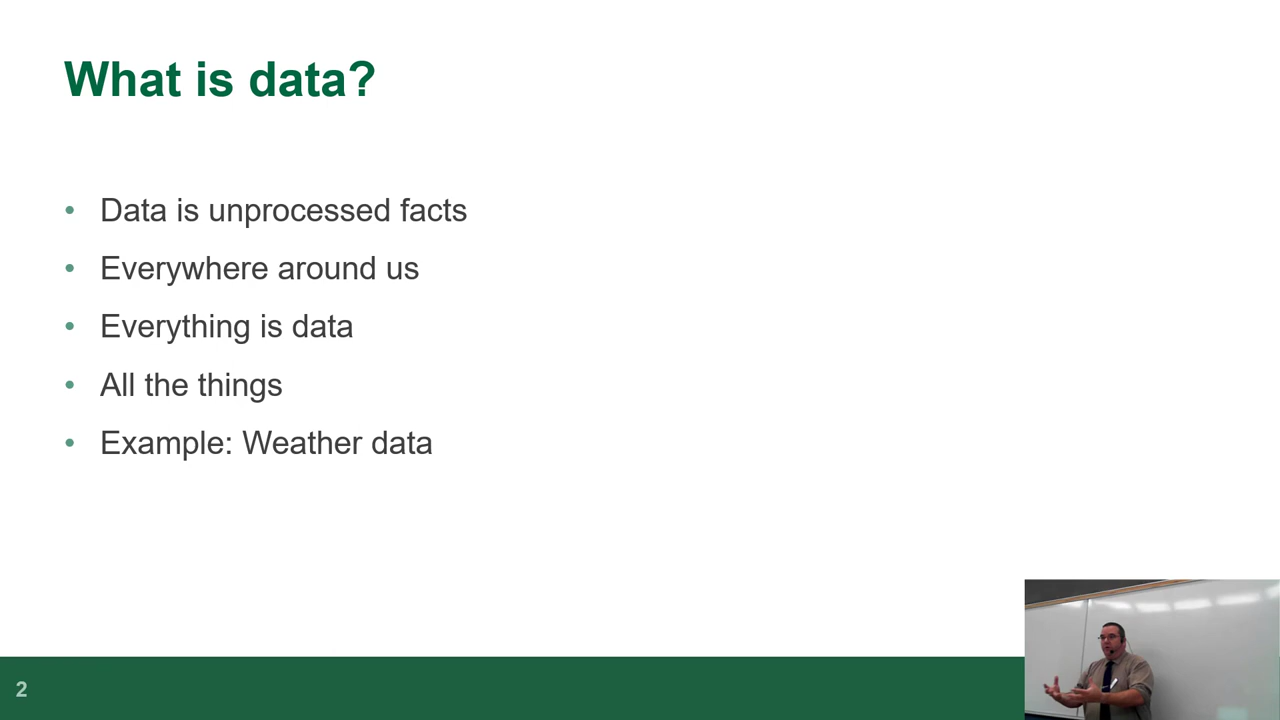 What is data?
• Data is unprocessed facts
• Everywhere around us
• Everything is data
• All the things
• Example: Weather data
2